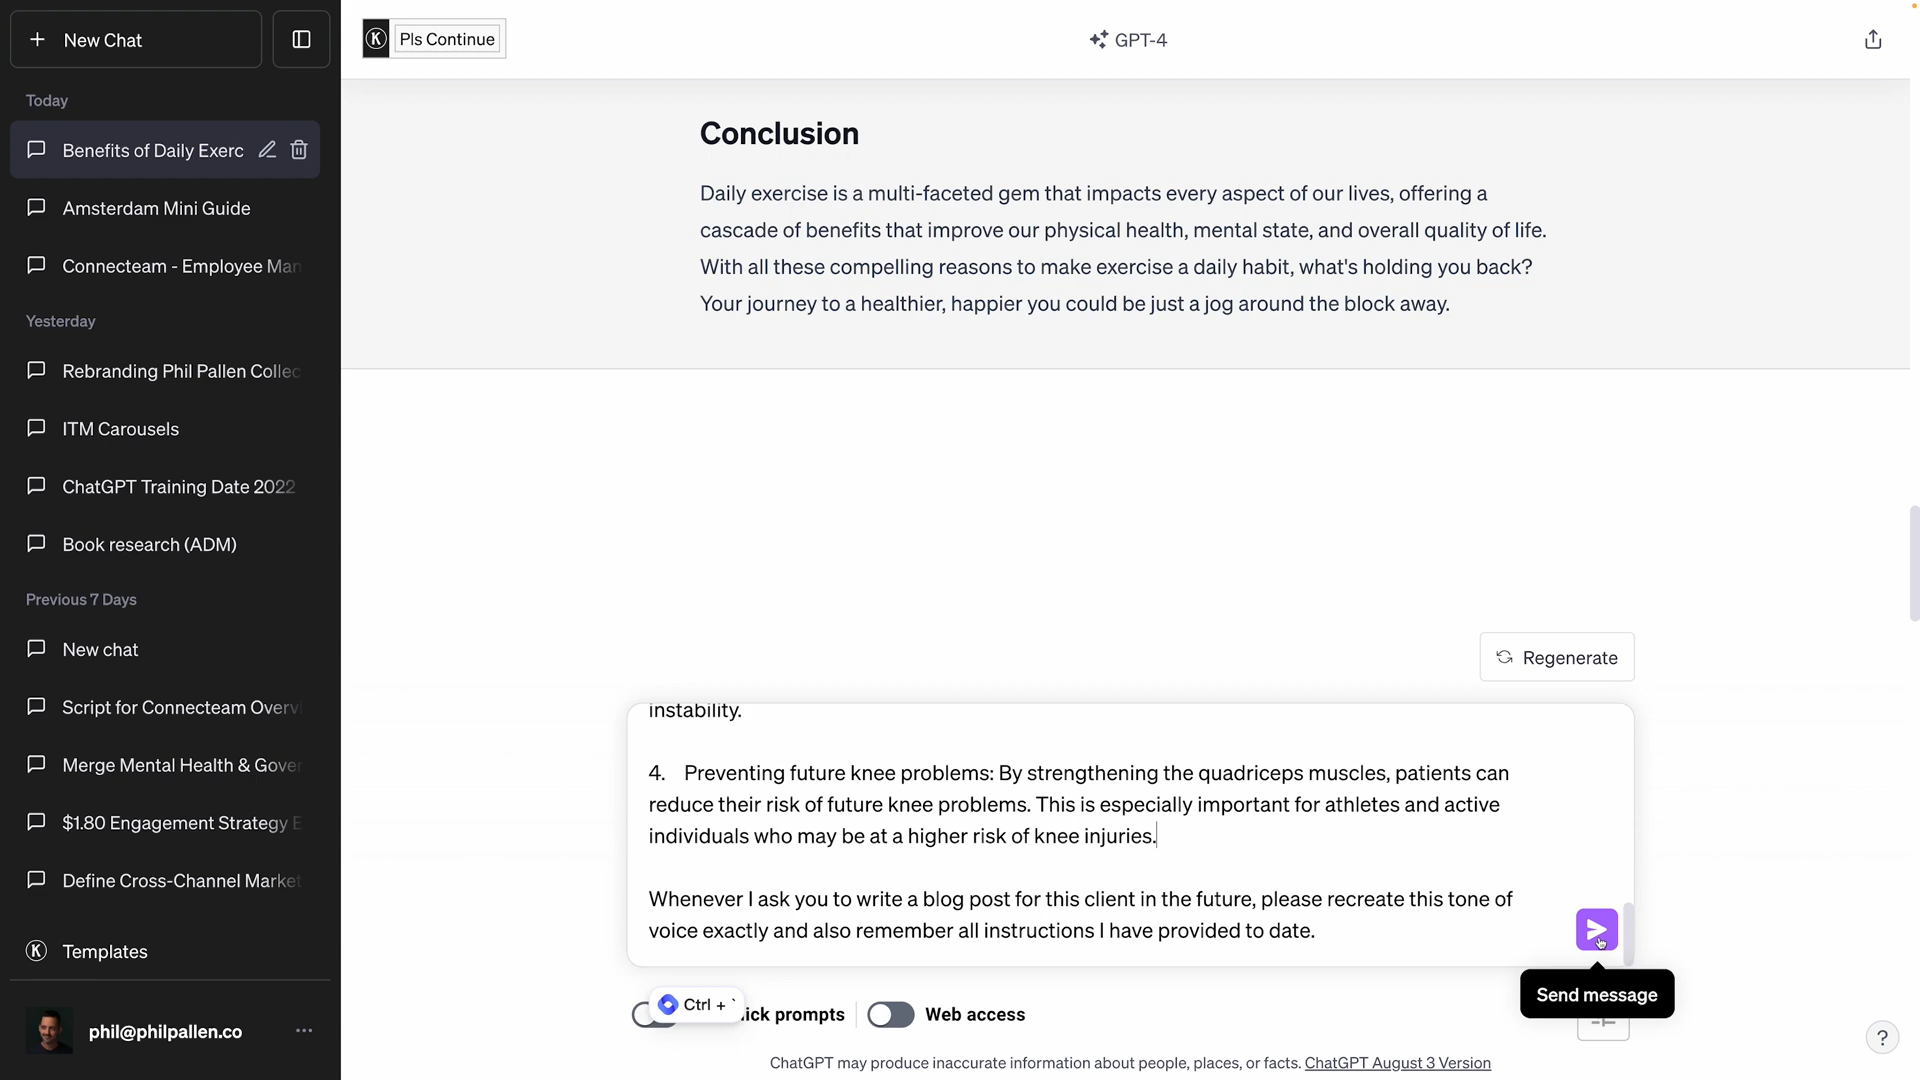 New Chat
Today
Benefits of Daily Exerc
Amsterdam Mini Guide
Connecteam - Employee Man
Yesterday
Rebranding Phil Pallen Collec
ITM Carousels
ChatGPT Training Date 2022
Book research (ADM)
Previous 7 Days
New chat
Script for Connecteam Overvi
Merge Mental Health & Gover
$1.80 Engagement Strategy E
Define Cross-Channel Market
K Templates
phil@philpallen.co
K Pls Continue
GPT-4
Conclusion
Daily exercise is a multi-faceted gem that impacts every aspect of our lives, offering a
cascade of benefits that improve our physical health, mental state, and overall quality of life.
With all these compelling reasons to make exercise a daily habit, what's holding you back?
Your journey to a healthier, happier you could be just a jog around the block away.
Regenerate
instability.
4. Preventing future knee problems: By strengthening the quadriceps muscles, patients can
reduce their risk of future knee problems. This is especially important for athletes and active
individuals who may be at a higher risk of knee injuries.
Whenever I ask you to write a blog post for this client in the future, please recreate this tone of
voice exactly and also remember all instructions I have provided to date.
Send message
Ctrl + ` ick prompts Web access
ChatGPT may produce inaccurate information about people, places, or facts. ChatGPT August 3 Version
?